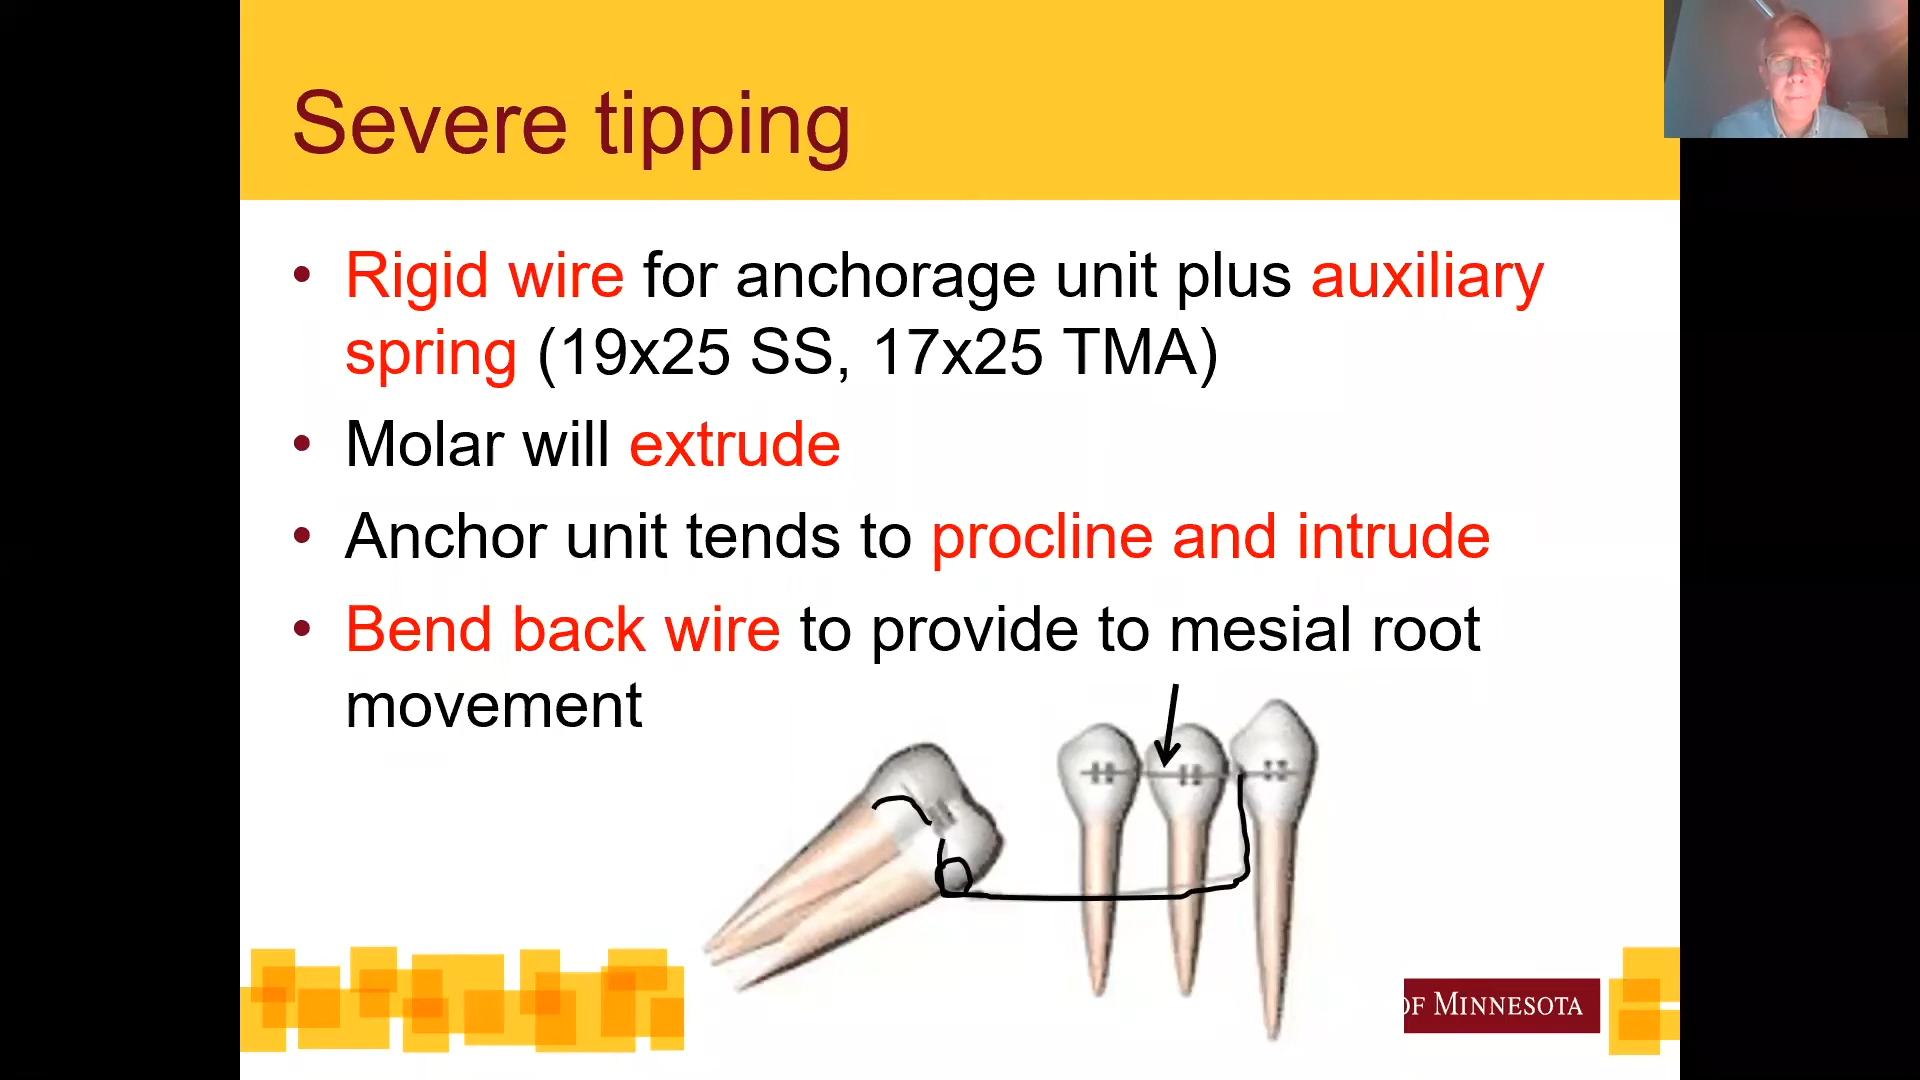 Severe tipping
• Rigid wire for anchorage unit plus auxiliary
spring (19x25 SS, 17x25 TMA)
• Molar will extrude
• Anchor unit tends to procline and intrude
• Bend back wire to provide to mesial root
movement
OF MINNESOTA